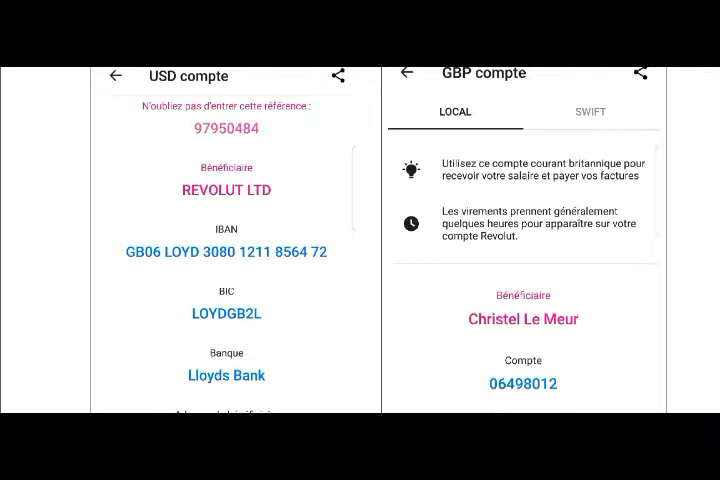 USD compte
N'oubliez pas d'entrer cette référence :
97950484
Bénéficiaire
REVOLUT LTD
IBAN
GB06 LOYD 3080 1211 8564 72
BIC
LOYDGB2L
Banque
Lloyds Bank
GBP compte
LOCAL
SWIFT
Utilisez ce compte courant britannique pour
recevoir votre salaire et payer vos factures
Les virements prennent généralement
quelques heures pour apparaître sur votre
compte Revolut.
Bénéficiaire
Christel Le Meur
Compte
06498012